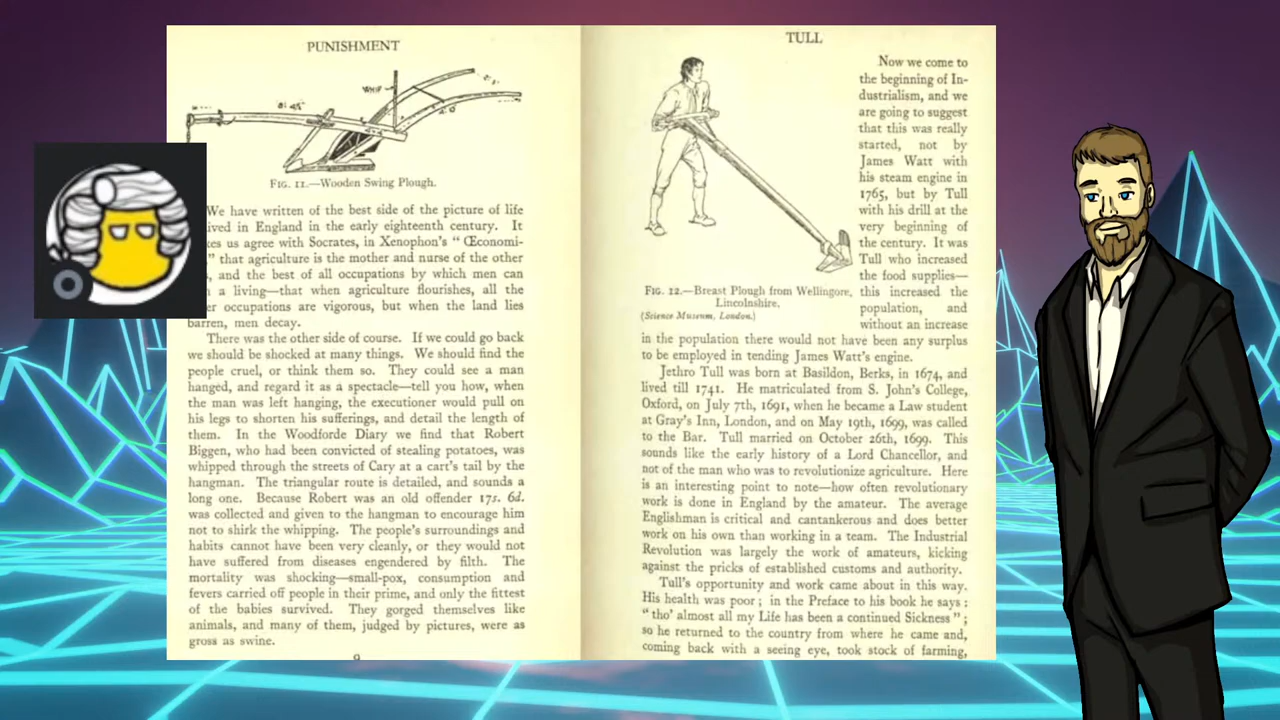 PUNISHMENT
WHIP
FIG. 11.—Wooden Swing Plough.
We have written of the best side of the picture of life
ived in England in the early eighteenth century. It
es us agree with Socrates, in Xenophon's “ Œconomi-
” that agriculture is the mother and nurse of the other
, and the best of all occupations by which men can
a living—that when agriculture flourishes, all the
er occupations are vigorous, but when the land lies
barren, men decay.
There was the other side of course. If we could go back
we should be shocked at many things. We should find the
people cruel, or think them so. They could see a man
hanged, and regard it as a spectacle—tell you how, when
the man was left hanging, the executioner would pull on
his legs to shorten his sufferings, and detail the length of
them. In the Woodforde Diary we find that Robert
Biggen, who had been convicted of stealing potatoes, was
whipped through the streets of Cary at a cart's tail by the
hangman. The triangular route is detailed, and sounds a
long one. Because Robert was an old offender 17s. 6d.
was collected and given to the hangman to encourage him
not to shirk the whipping. The people's surroundings and
habits cannot have been very cleanly, or they would not
have suffered from diseases engendered by filth. The
mortality was shocking—small-pox, consumption and
fevers carried off people in their prime, and only the fittest
of the babies survived. They gorged themselves like
animals, and many of them, judged by pictures, were as
gross as swine.
9
TULL
Now we come to
the beginning of In-
dustrialism, and we
are going to suggest
that this was really
started, not by
James Watt with
his steam engine in
1765, but by Tull
with his drill at the
very beginning of
the century. It was
Tull who increased
the food supplies—
this increased the
population, and
without an increase
FIG. 12.—Breast Plough from Wellingore,
Lincolnshire.
(Science Museum, London.)
in the population there would not have been any surplus
to be employed in tending James Watt's engine.
Jethro Tull was born at Basildon, Berks, in 1674, and
lived till 1741. He matriculated from S. John's College,
Oxford, on July 7th, 1691, when he became a Law student
at Gray's Inn, London, and on May 19th, 1699, was called
to the Bar. Tull married on October 26th, 1699. This
sounds like the early history of a Lord Chancellor, and
not of the man who was to revolutionize agriculture. Here
is an interesting point to note—how often revolutionary
work is done in England by the amateur. The average
Englishman is critical and cantankerous and does better
work on his own than working in a team. The Industrial
Revolution was largely the work of amateurs, kicking
against the pricks of established customs and authority.
Tull's opportunity and work came about in this way.
His health was poor ; in the Preface to his book he says :
“ tho' almost all my Life has been a continued Sickness ” ;
so he returned to the country from where he came and,
coming back with a seeing eye, took stock of farming,